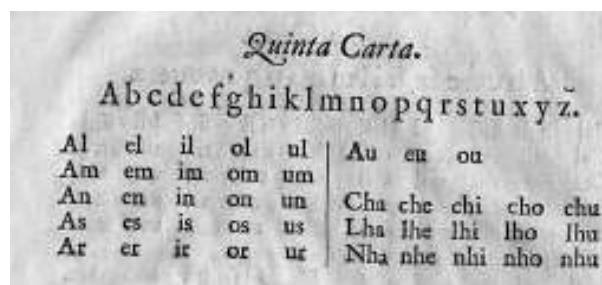 Quinta Carta.
A b c d e f g h i k l m n o p q r s t u x y z̃.
Al el il ol ul
Am em im om um
An en in on un
As es is os us
Ar er ir or ur
Au eu ou
Cha che chi cho chu
Lha lhe lhi lho lhu
Nha nhe nhi nho nhu